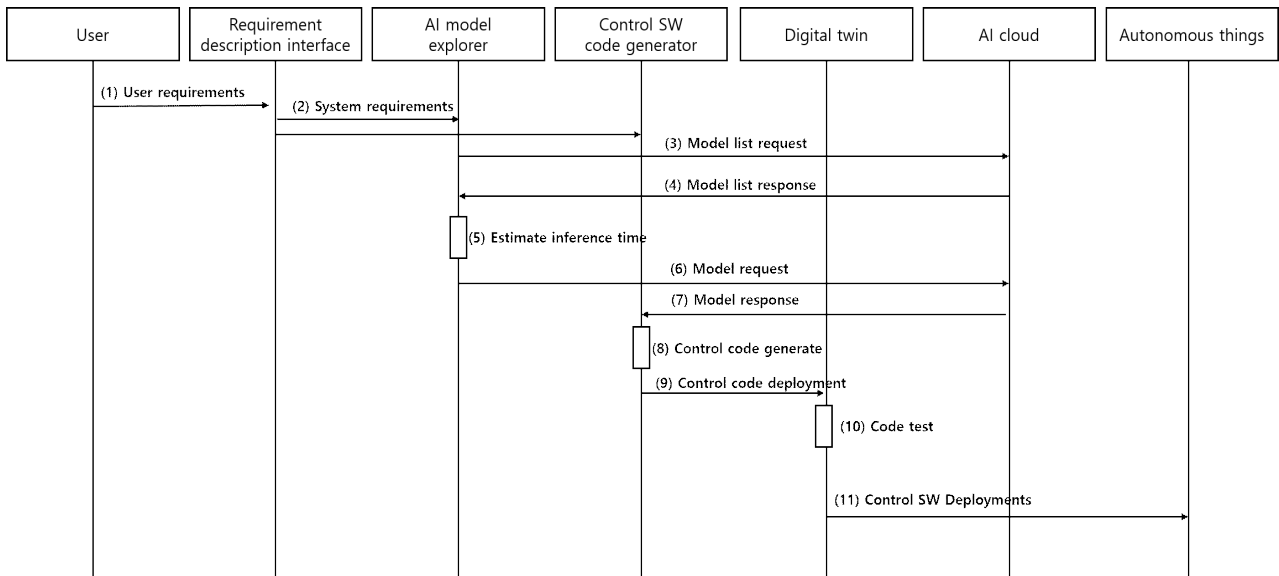 User
Requirement
description interface
AI model
explorer
Control SW
code generator
Digital twin
AI cloud
Autonomous things
(1) User requirements
(2) System requirements
(3) Model list request
(4) Model list response
(5) Estimate inference time
(6) Model request
(7) Model response
(8) Control code generate
(9) Control code deployment
(10) Code test
(11) Control SW Deployments